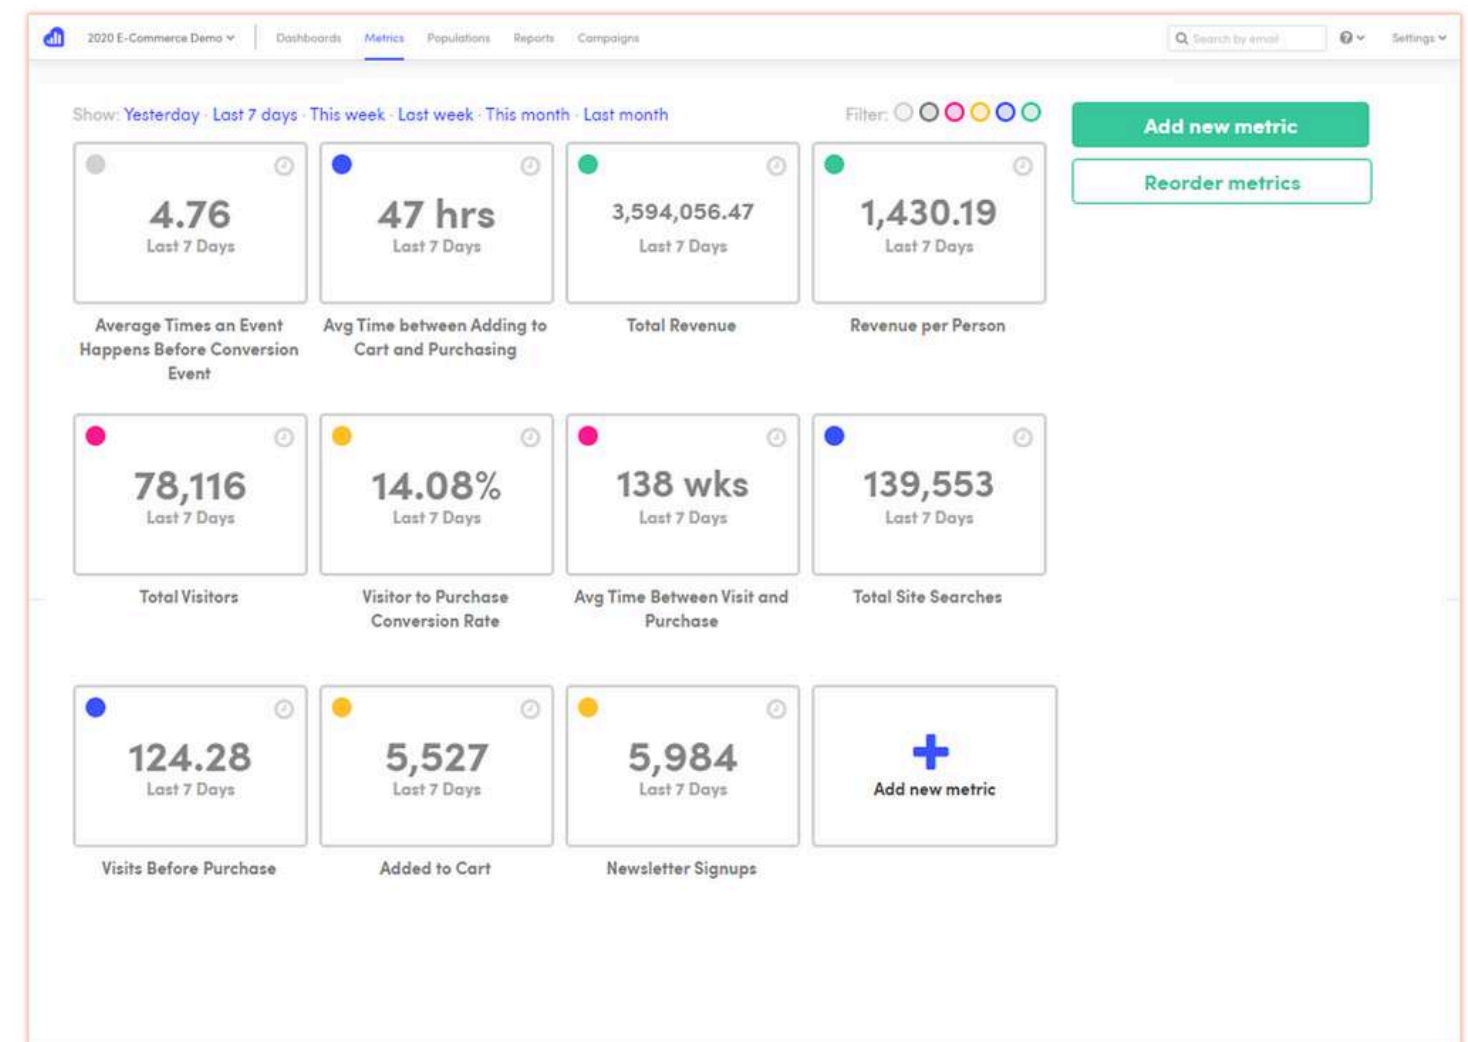 2020 E-Commerce Demo
Dashboards Metrics Populations Reports Campaigns
Search by email
Settings
Show: Yesterday · Last 7 days · This week · Last week · This month · Last month
Filter:
Add new metric
Reorder metrics
4.76
Last 7 Days
Average Times an Event
Happens Before Conversion
Event
47 hrs
Last 7 Days
Avg Time between Adding to
Cart and Purchasing
3,594,056.47
Last 7 Days
Total Revenue
1,430.19
Last 7 Days
Revenue per Person
78,116
Last 7 Days
Total Visitors
14.08%
Last 7 Days
Visitor to Purchase
Conversion Rate
138 wks
Last 7 Days
Avg Time Between Visit and
Purchase
139,553
Last 7 Days
Total Site Searches
124.28
Last 7 Days
Visits Before Purchase
5,527
Last 7 Days
Added to Cart
5,984
Last 7 Days
Newsletter Signups
Add new metric